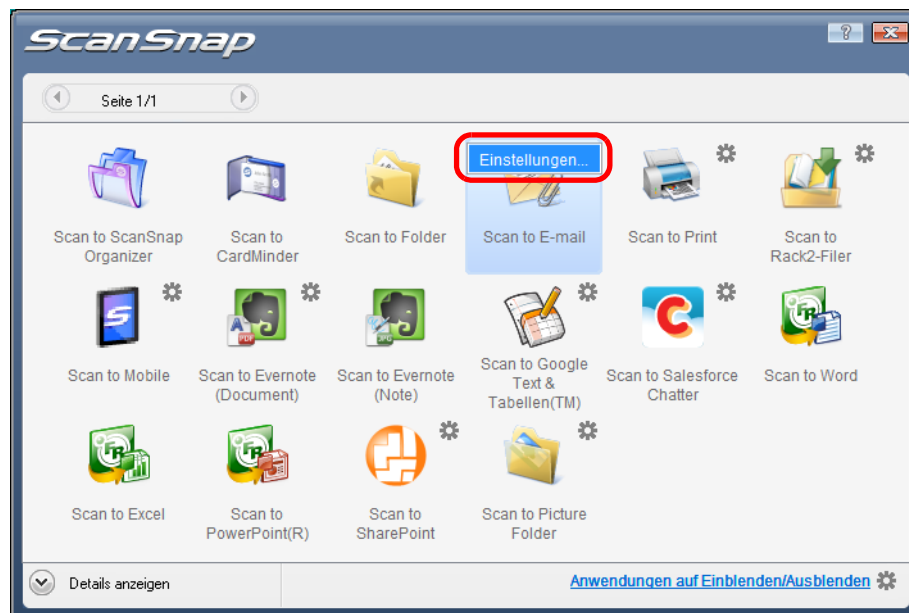 ScanSnap
Seite 1/1
Einstellungen...
Scan to ScanSnap
Organizer
Scan to
CardMinder
Scan to Folder
Scan to E-mail
Scan to Print
Scan to
Rack2-Filer
Scan to Mobile
Scan to Evernote
(Document)
Scan to Evernote
(Note)
Scan to Google
Text &
Tabellen(TM)
Scan to Salesforce
Chatter
Scan to Word
Scan to Excel
Scan to
PowerPoint(R)
Scan to
SharePoint
Scan to Picture
Folder
Details anzeigen
Anwendungen auf Einblenden/Ausblenden